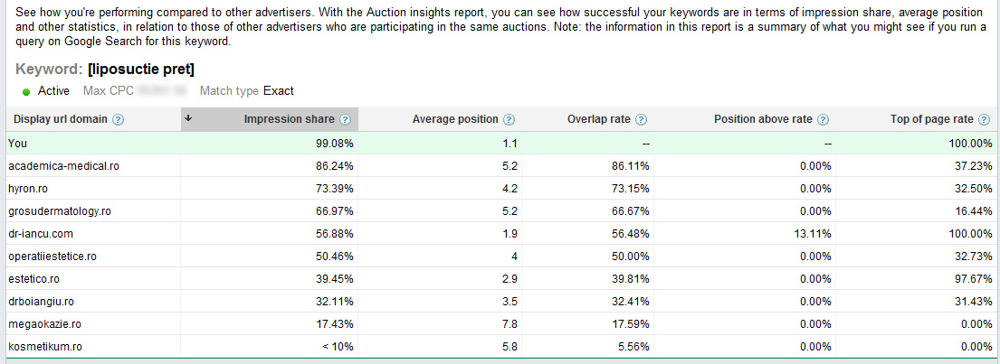 See how you're performing compared to other advertisers. With the Auction insights report, you can see how successful your keywords are in terms of impression share, average position
and other statistics, in relation to those of other advertisers who are participating in the same auctions. Note: the information in this report is a summary of what you might see if you run a
query on Google Search for this keyword.
Keyword: [liposuctie pret]
Active Max CPC Match type Exact
Display url domain ? Impression share ? Average position ? Overlap rate ? Position above rate ? Top of page rate ?
You 99.08% 1.1 -- -- 100.00%
academica-medical.ro 86.24% 5.2 86.11% 0.00% 37.23%
hyron.ro 73.39% 4.2 73.15% 0.00% 32.50%
grosudermatology.ro 66.97% 5.2 66.67% 0.00% 16.44%
dr-iancu.com 56.88% 1.9 56.48% 13.11% 100.00%
operatiiestetice.ro 50.46% 4 50.00% 0.00% 32.73%
estetico.ro 39.45% 2.9 39.81% 0.00% 97.67%
drboiangiu.ro 32.11% 3.5 32.41% 0.00% 31.43%
megaokazie.ro 17.43% 7.8 17.59% 0.00% 0.00%
kosmetikum.ro < 10% 5.8 5.56% 0.00% 0.00%